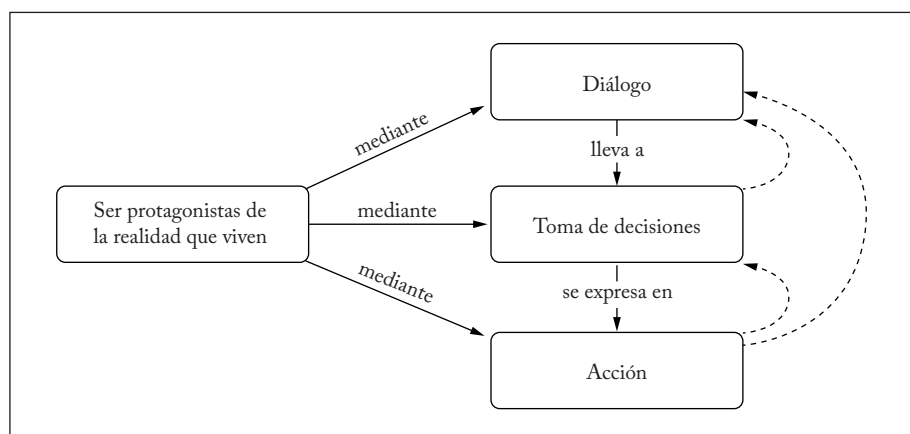 Diálogo
mediante
lleva a
Ser protagonistas de
la realidad que viven
mediante
Toma de decisiones
mediante
se expresa en
Acción